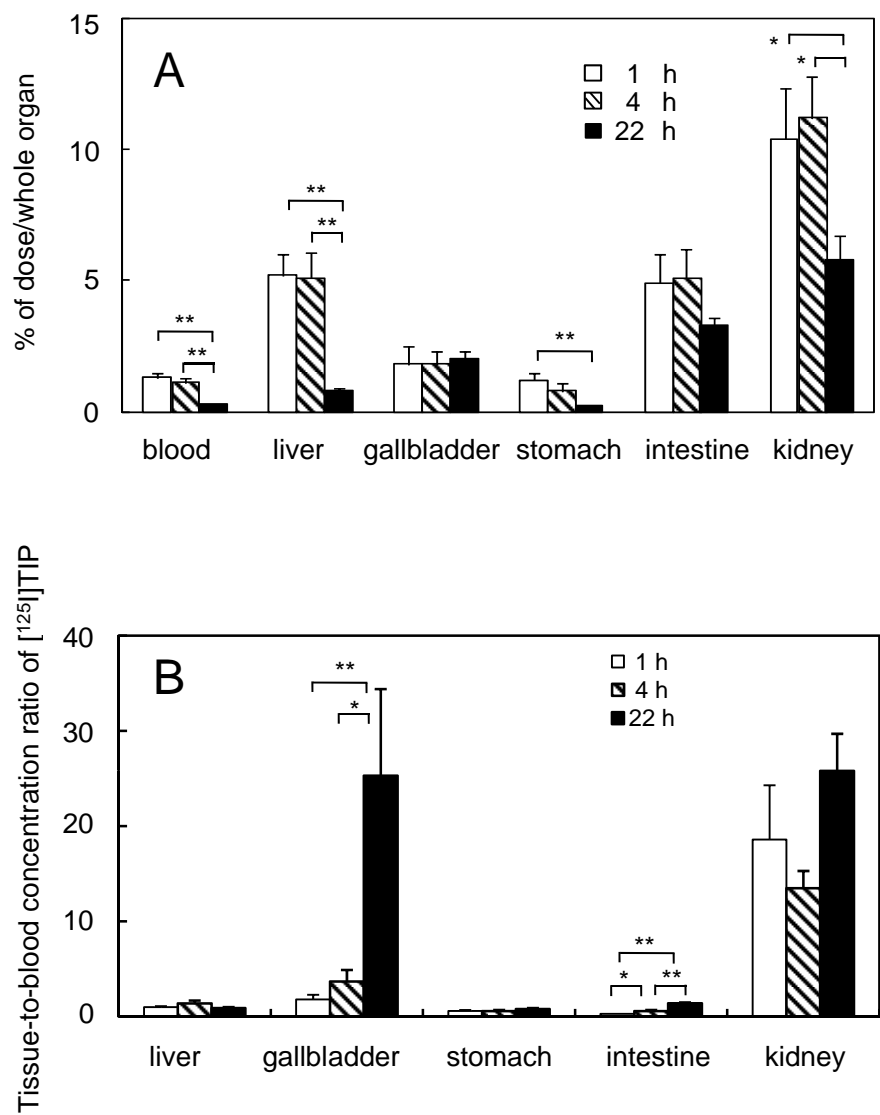 15
A
1 h
4 h
22 h
* 
*
10
% of dose/whole organ
**
**
5
**
**
**
0
blood liver gallbladder stomach intestine kidney
Tissue-to-blood concentration ratio of [¹²⁵I]TIP
40
B
1 h
4 h
22 h
**
*
30
20
10
**
* **
0
liver gallbladder stomach intestine kidney